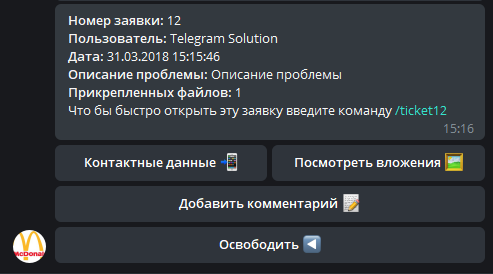 Номер заявки: 12
Пользователь: Telegram Solution
Дата: 31.03.2018 15:15:46
Описание проблемы: Описание проблемы
Прикрепленных файлов: 1
Что бы быстро открыть эту заявку введите команду /ticket12
15:16
Контактные данные
Посмотреть вложения
Добавить комментарий
McDonal
Освободить